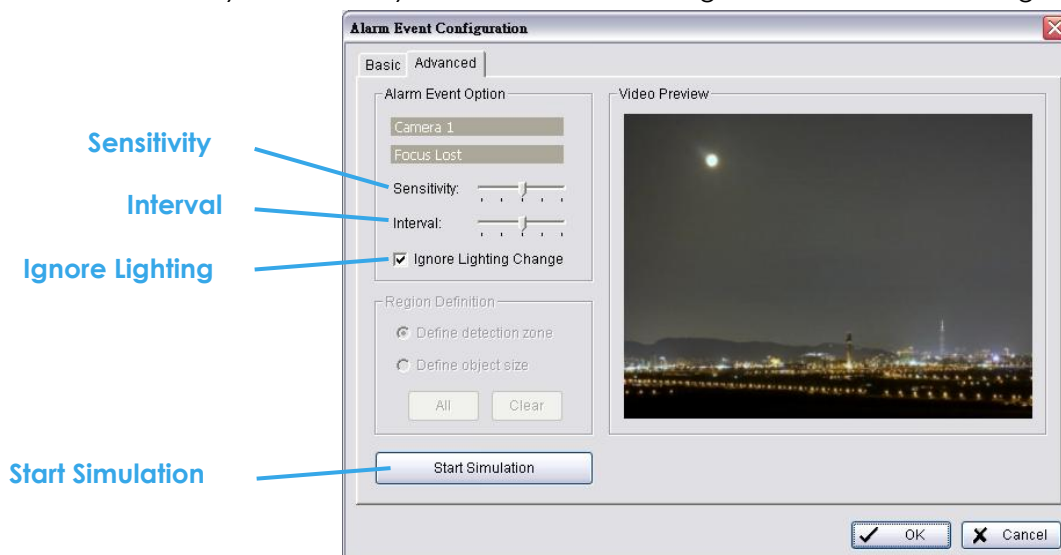 Alarm Event Configuration
Basic Advanced
Alarm Event Option
Video Preview
Camera 1
Focus Lost
Sensitivity
Sensitivity:
Interval
Interval:
Ignore Lighting
Ignore Lighting Change
Region Definition
Define detection zone
Define object size
All Clear
Start Simulation
Start Simulation
OK Cancel